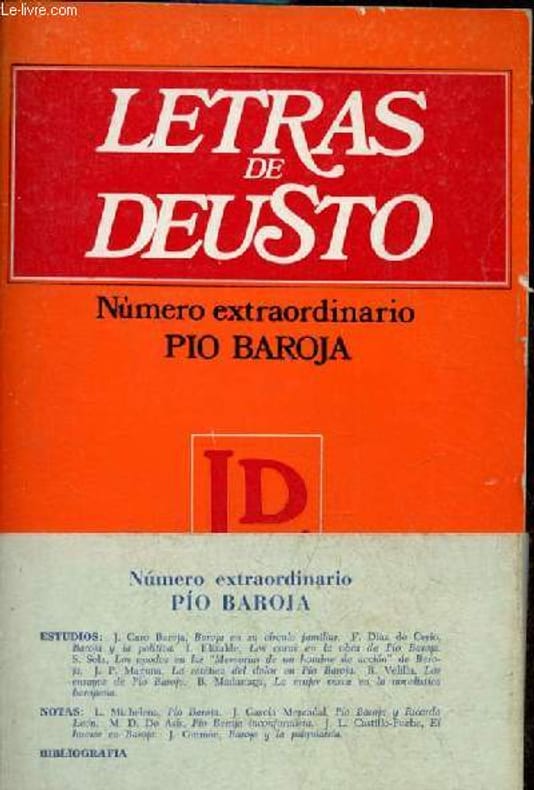 Le-livre.com
LETRAS
DE
DEUSTO
Número extraordinario
PIO BAROJA
LD
Número extraordinario
PÍO BAROJA
ESTUDIOS: J. Caro Baroja, Baroja en su círculo familiar. F. Díaz de Cerio,
Baroja y la política. I. Elizalde, Los curas en la obra de Pío Baroja.
S. Sola, Los apodos en las "Memorias de un hombre de acción" de Baro-
ja. J. P. Maguna, La estética del dolor en Pío Baroja. R. Velilla, Los
ensayos de Pío Baroja. B. Madariaga, La mujer vasca en la novelística
barojiana.
NOTAS: L. Michelena, Pío Baroja. J. García Mercadal, Pío Baroja y Ricardo
León. M. D. De Asís, Pío Baroja inconformista. J. L. Castillo-Puche, El
humor en Baroja. J. Guimón, Baroja y la psiquiatría.
BIBLIOGRAFIA